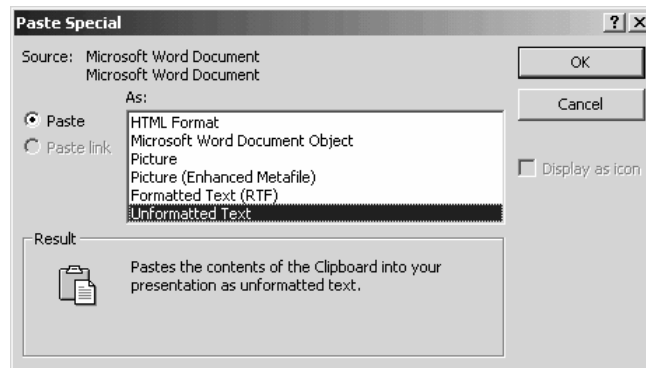 Paste Special
Source: Microsoft Word Document
Microsoft Word Document
As:
Paste
Paste link
HTML Format
Microsoft Word Document Object
Picture
Picture (Enhanced Metafile)
Formatted Text (RTF)
Unformatted Text
OK
Cancel
Display as icon
Result
Pastes the contents of the Clipboard into your
presentation as unformatted text.